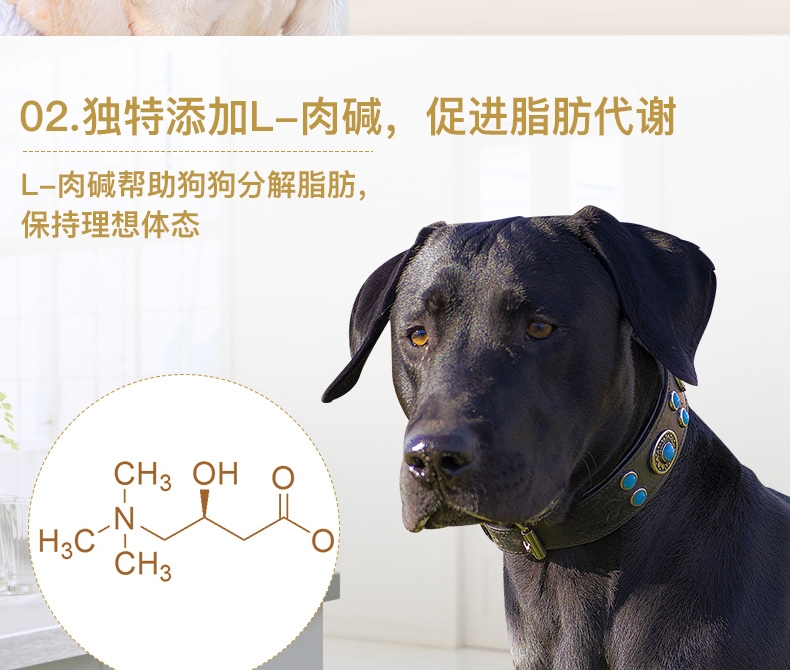 02.独特添加L-肉碱，促进脂肪代谢
L-肉碱帮助狗狗分解脂肪，
保持理想体态
CH3 OH O
N
H3C O
CH3